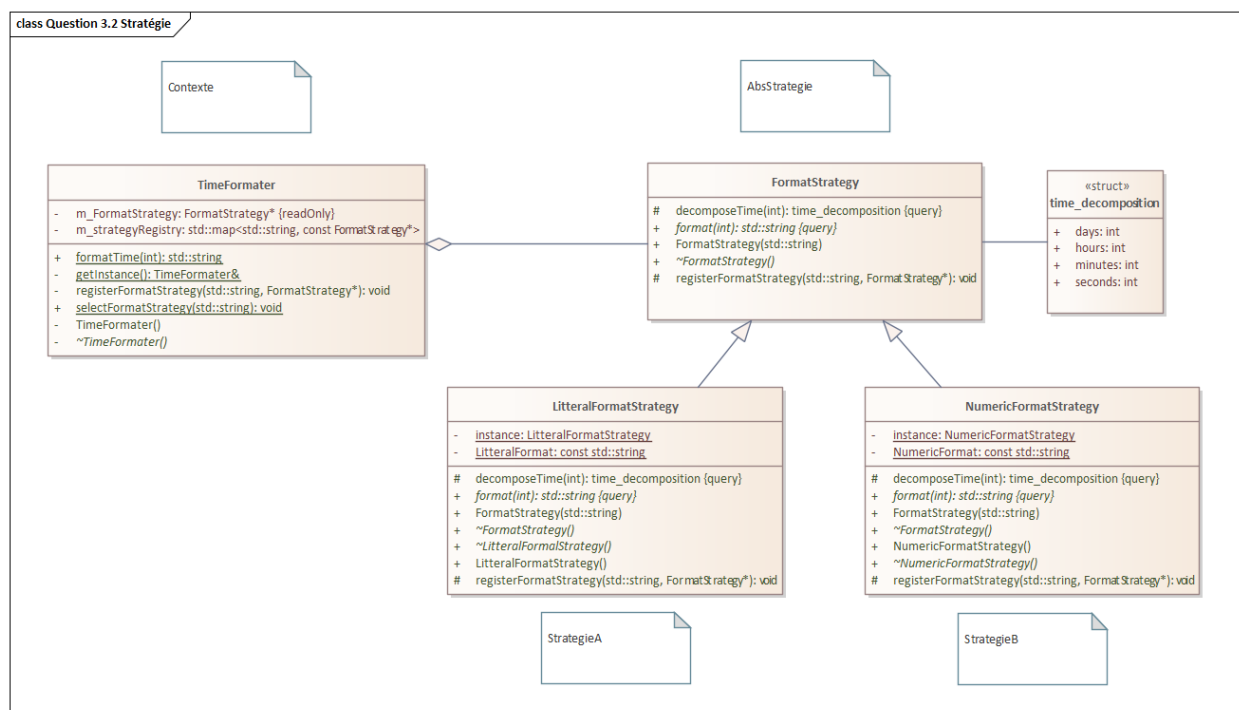 class Question 3.2 Stratégie
Contexte
AbsStrategie
TimeFormater
- m_FormatStrategy: FormatStrategy* {readOnly}
- m_strategyRegistry: std::map<std::string, const FormatStrategy*>
+ formatTime(int): std::string
- getInstance(): TimeFormater&
- registerFormatStrategy(std::string, FormatStrategy*): void
+ selectFormatStrategy(std::string): void
- TimeFormater()
- ~TimeFormater()
FormatStrategy
# decomposeTime(int): time_decomposition {query}
+ format(int): std::string {query}
+ FormatStrategy(std::string)
+ ~FormatStrategy()
# registerFormatStrategy(std::string, FormatStrategy*): void
«struct»
time_decomposition
+ days: int
+ hours: int
+ minutes: int
+ seconds: int
LitteralFormatStrategy
- instance: LitteralFormatStrategy
- LitteralFormat: const std::string
# decomposeTime(int): time_decomposition {query}
+ format(int): std::string {query}
+ FormatStrategy(std::string)
+ ~FormatStrategy()
+ ~LitteralFormalStrategy()
+ LitteralFormatStrategy()
# registerFormatStrategy(std::string, FormatStrategy*): void
NumericFormatStrategy
- instance: NumericFormatStrategy
- NumericFormat: const std::string
# decomposeTime(int): time_decomposition {query}
+ format(int): std::string {query}
+ FormatStrategy(std::string)
+ ~FormatStrategy()
+ NumericFormatStrategy()
+ ~NumericFormatStrategy()
# registerFormatStrategy(std::string, FormatStrategy*): void
StrategieA
StrategieB